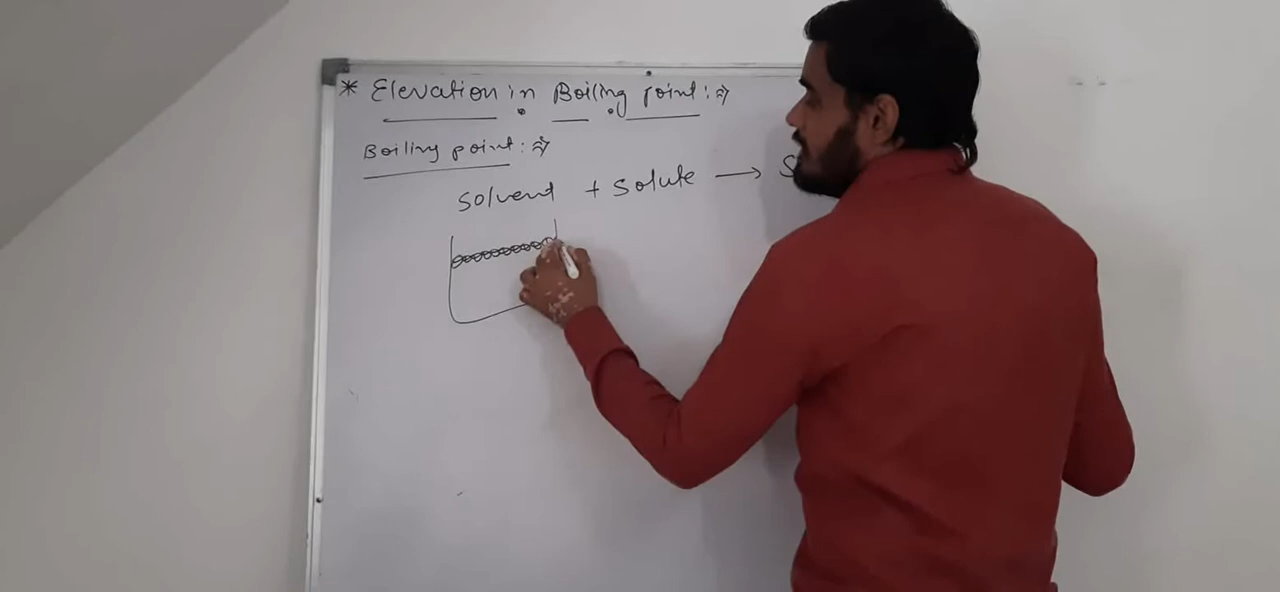 * Elevation in Boiling point :⇒
Boiling point :⇒
Solvent + Solute ⟶ S